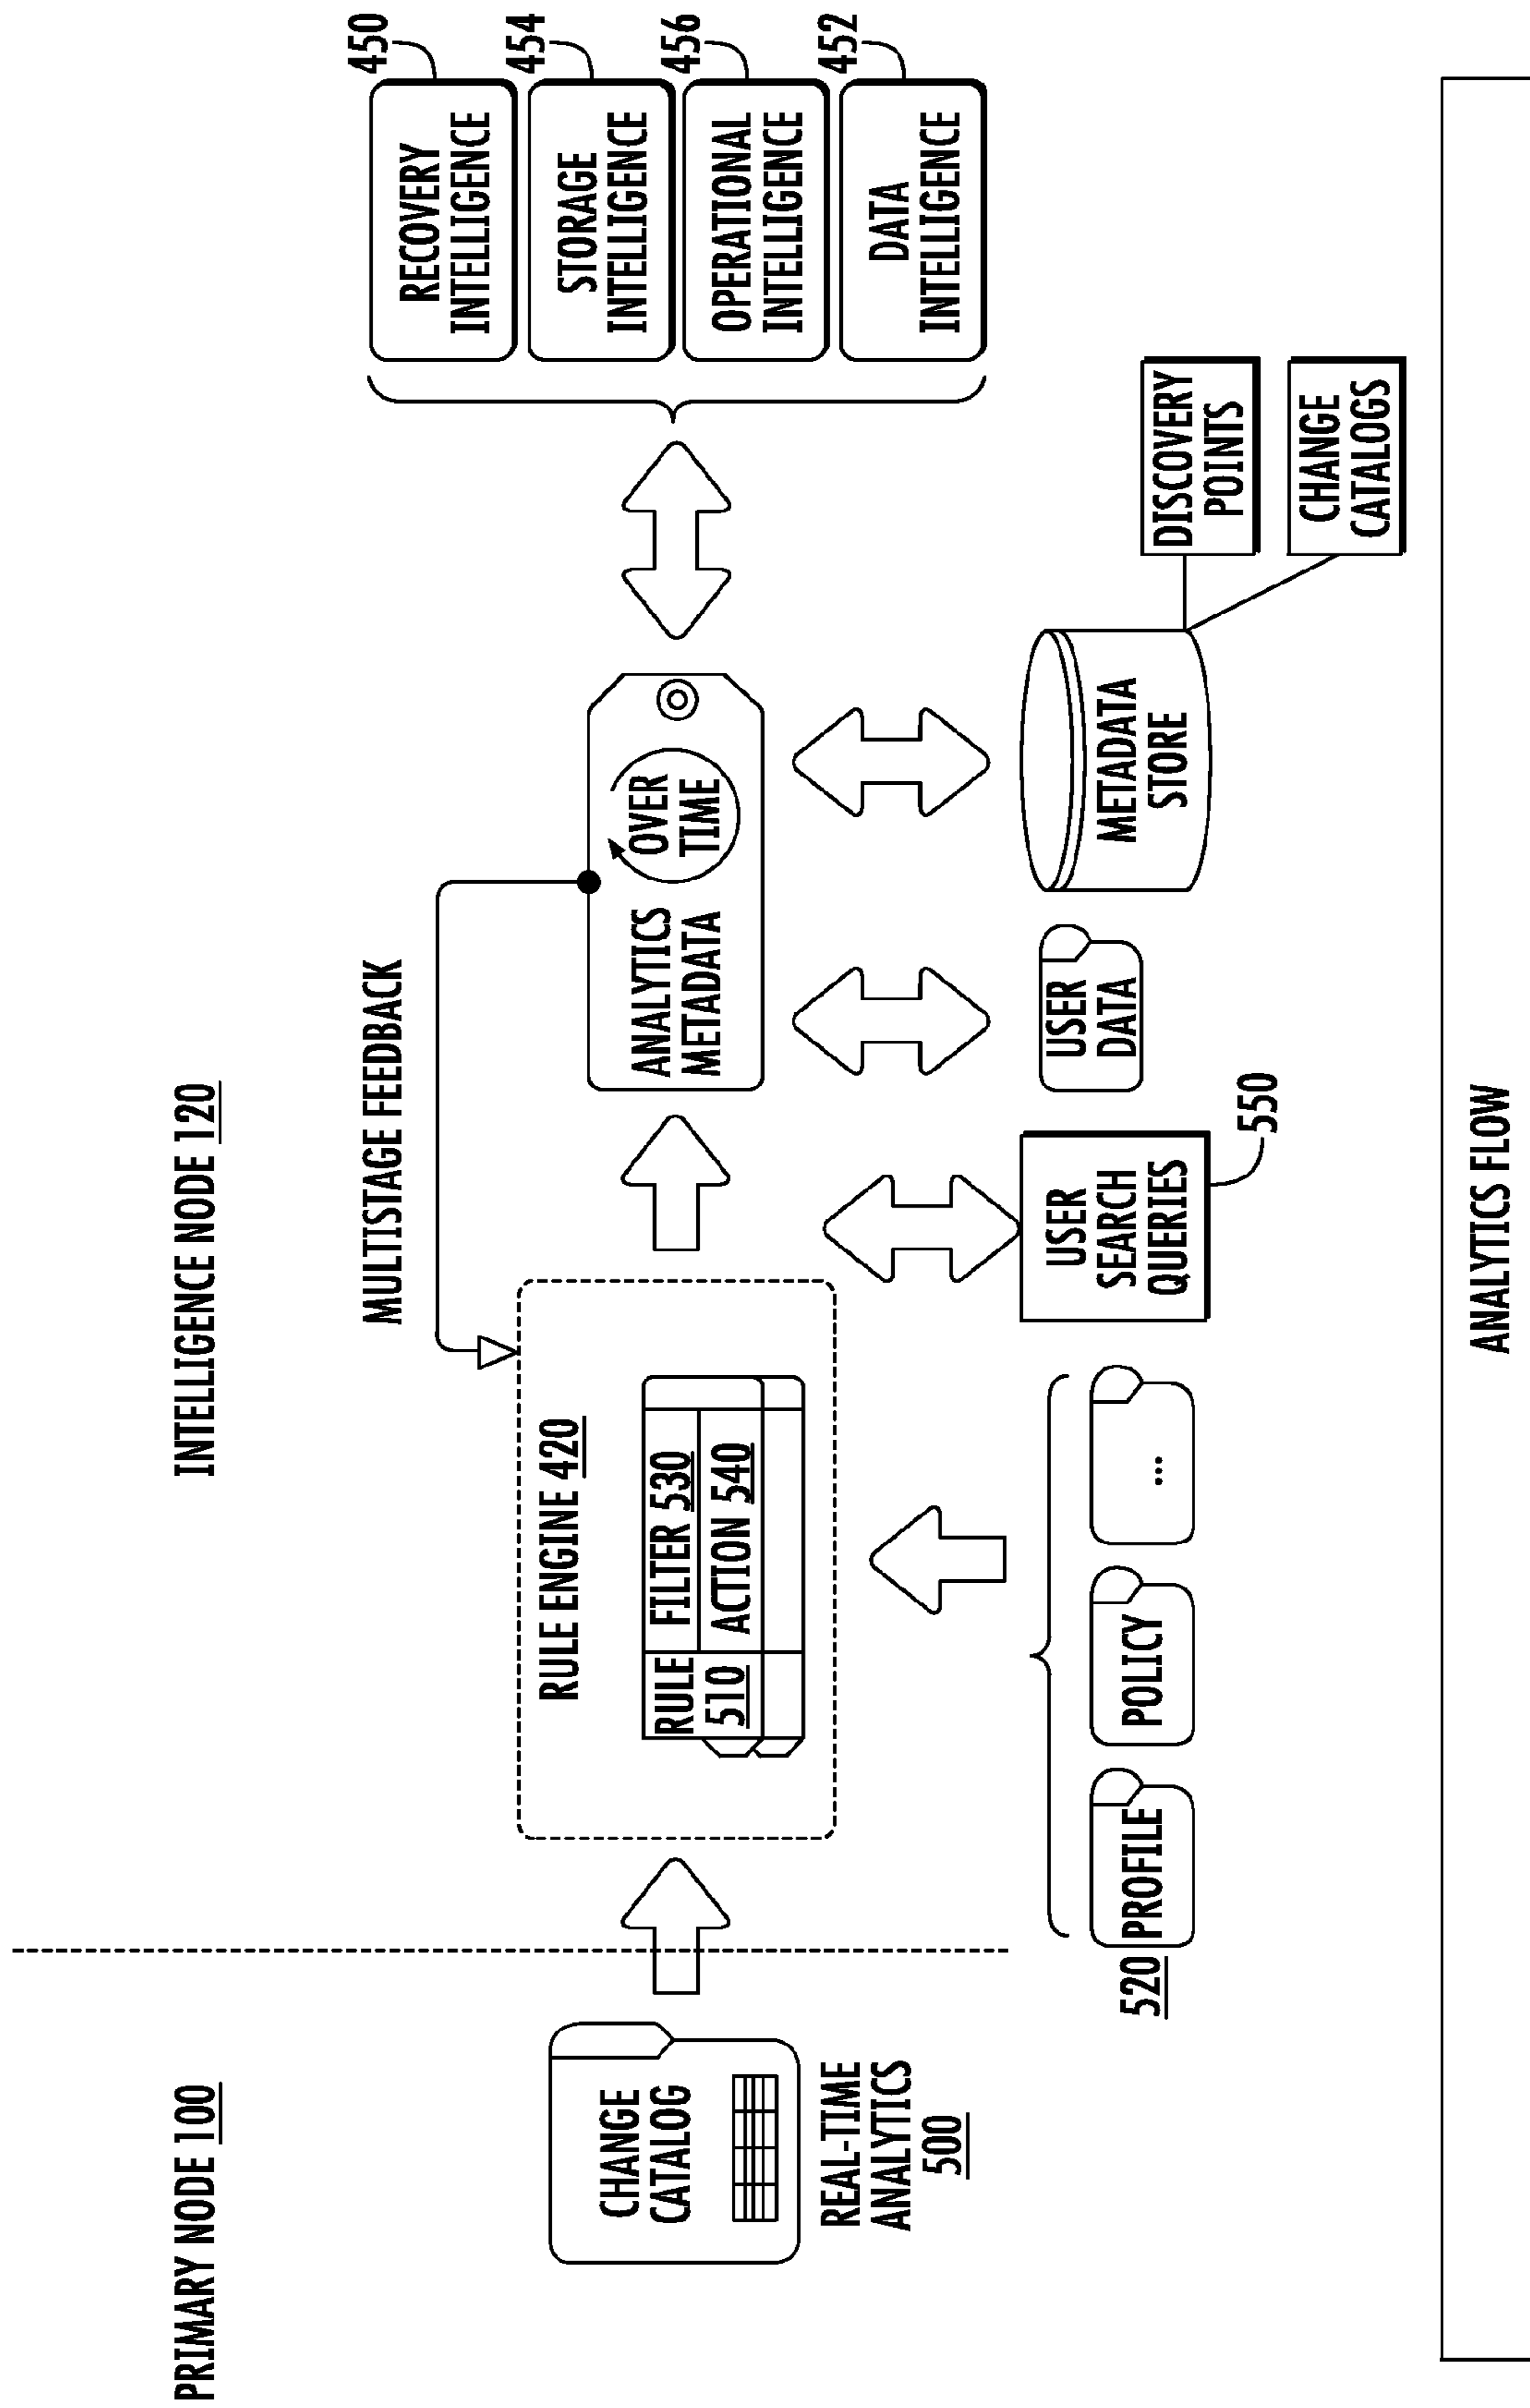 PRIMARY NODE 100
INTELLIGENCE NODE 120
MULTISTAGE FEEDBACK
CHANGE
CATALOG
REAL-TIME
ANALYTICS
500
RULE ENGINE 420
RULE
510
FILTER 530
ACTION 540
ANALYTICS
METADATA
OVER
TIME
RECOVERY
INTELLIGENCE
450
STORAGE
INTELLIGENCE
454
OPERATIONAL
INTELLIGENCE
456
DATA
INTELLIGENCE
452
520
PROFILE
POLICY
...
USER
SEARCH
QUERIES
550
USER
DATA
METADATA
STORE
DISCOVERY
POINTS
CHANGE
CATALOGS
ANALYTICS FLOW